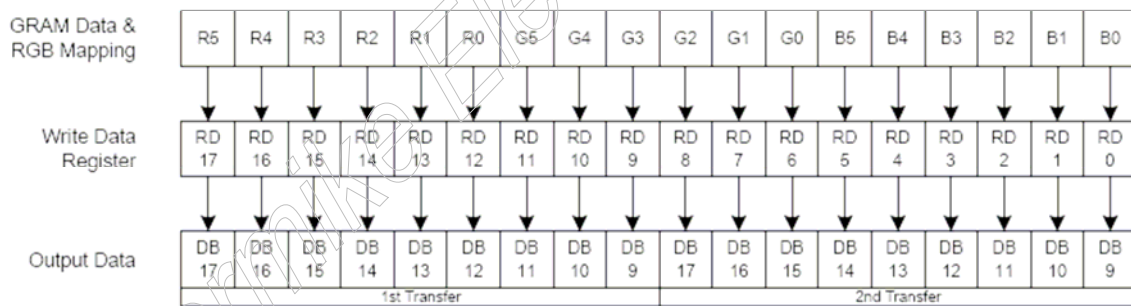 GRAM Data &
RGB Mapping
R5 R4 R3 R2 R1 R0 G5 G4 G3 G2 G1 G0 B5 B4 B3 B2 B1 B0
Write Data
Register
RD RD RD RD RD RD RD RD RD RD RD RD RD RD RD RD RD RD
17 16 15 14 13 12 11 10 9 8 7 6 5 4 3 2 1 0
Output Data
DB DB DB DB DB DB DB DB DB DB DB DB DB DB DB DB DB DB
17 16 15 14 13 12 11 10 9 17 16 15 14 13 12 11 10 9
1st Transfer 2nd Transfer